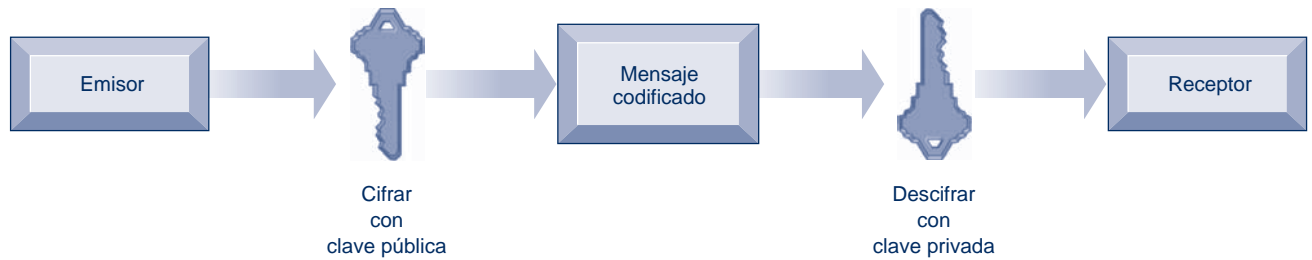 Emisor
Mensaje
codificado
Receptor
Cifrar
con
clave pública
Descifrar
con
clave privada